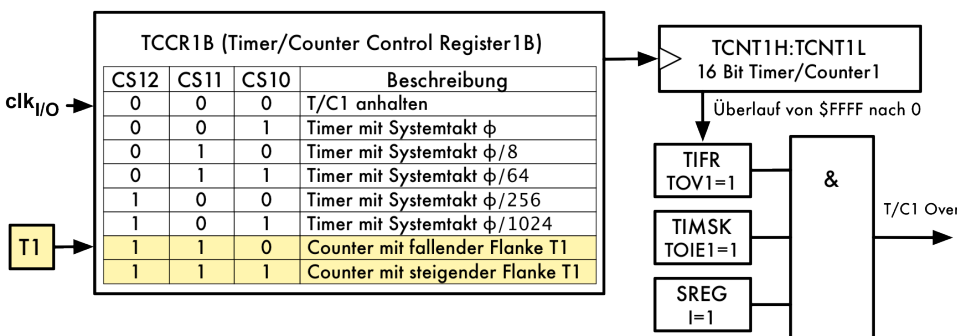 TCCR1B (Timer/Counter Control Register1B)
CS12 CS11 CS10 Beschreibung
0 0 0 T/C1 anhalten
0 0 1 Timer mit Systemtakt ϕ
0 1 0 Timer mit Systemtakt ϕ/8
0 1 1 Timer mit Systemtakt ϕ/64
1 0 0 Timer mit Systemtakt ϕ/256
1 0 1 Timer mit Systemtakt ϕ/1024
1 1 0 Counter mit fallender Flanke T1
1 1 1 Counter mit steigender Flanke T1
clkI/O
T1
TCNT1H:TCNT1L
16 Bit Timer/Counter1
Überlauf von $FFFF nach 0
TIFR
TOV1=1
TIMSK
TOIE1=1
SREG
I=1
&
T/C1 Over